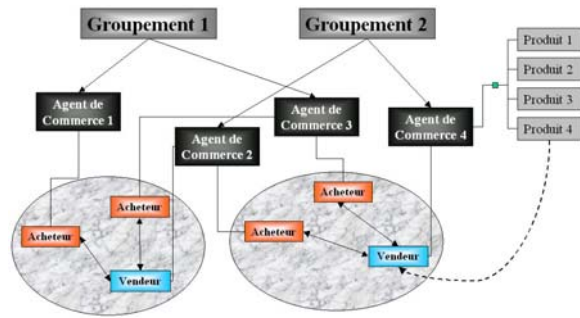 Groupement 1
Groupement 2
Produit 1
Produit 2
Produit 3
Produit 4
Agent de
Commerce 1
Agent de
Commerce 2
Agent de
Commerce 3
Agent de
Commerce 4
Acheteur
Acheteur
Vendeur
Acheteur
Acheteur
Vendeur